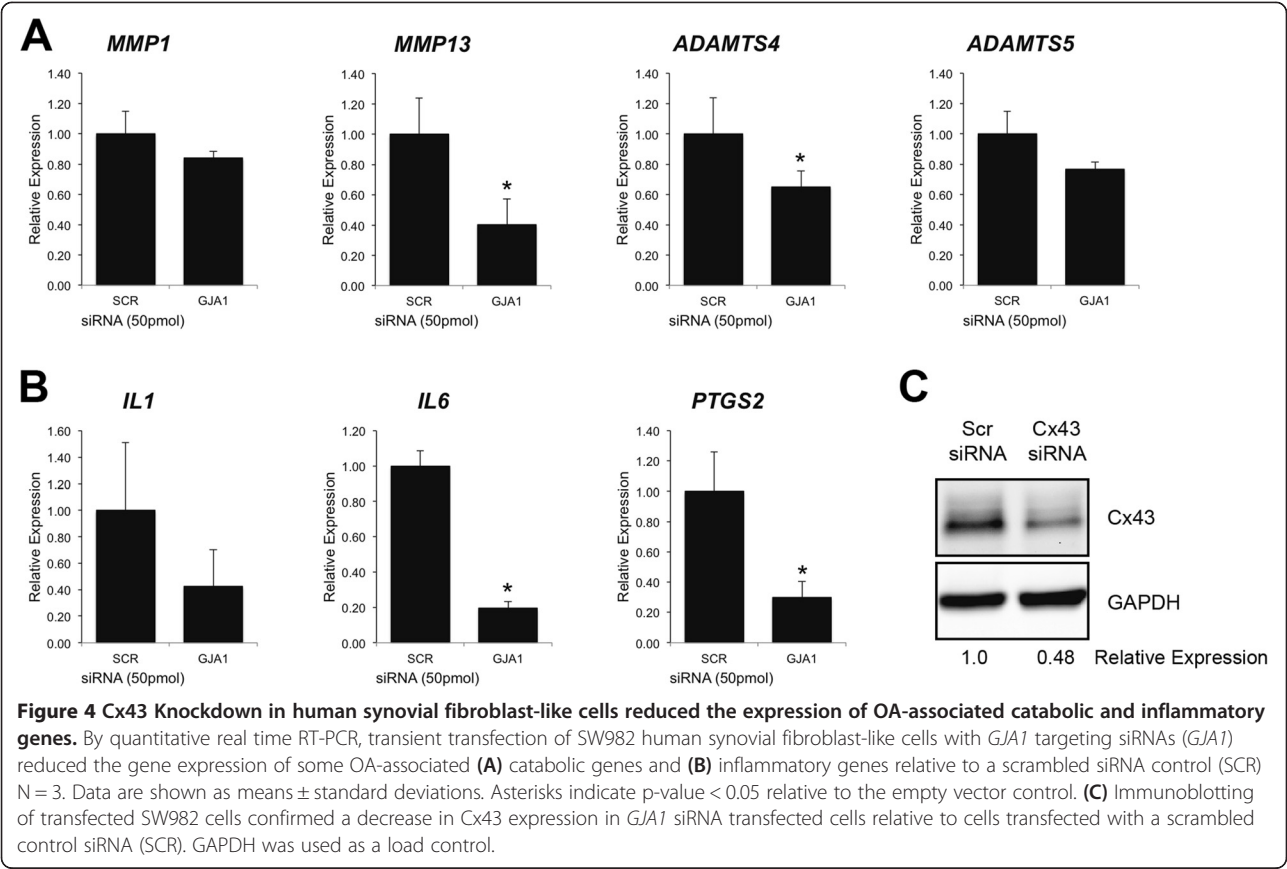 A
MMP1
MMP13
ADAMTS4
ADAMTS5
Relative Expression
1.40
1.20
1.00
0.80
0.60
0.40
0.20
0.00
SCR
GJA1
siRNA (50pmol)
Relative Expression
1.40
1.20
1.00
0.80
0.60
0.40
0.20
0.00
*
SCR
GJA1
siRNA (50pmol)
Relative Expression
1.40
1.20
1.00
0.80
0.60
0.40
0.20
0.00
*
SCR
GJA1
siRNA (50pmol)
Relative Expression
1.40
1.20
1.00
0.80
0.60
0.40
0.20
0.00
SCR
GJA1
siRNA (50pmol)
B
IL1
IL6
PTGS2
Relative Expression
1.60
1.40
1.20
1.00
0.80
0.60
0.40
0.20
0.00
SCR
GJA1
siRNA (50pmol)
Relative Expression
1.20
1.00
0.80
0.60
0.40
0.20
0.00
*
SCR
GJA1
siRNA (50pmol)
Relative Expression
1.40
1.20
1.00
0.80
0.60
0.40
0.20
0.00
*
SCR
GJA1
siRNA (50pmol)
C
Scr siRNA
Cx43 siRNA
Cx43
GAPDH
1.0 0.48 Relative Expression
Figure 4 Cx43 Knockdown in human synovial fibroblast-like cells reduced the expression of OA-associated catabolic and inflammatory
genes. By quantitative real time RT-PCR, transient transfection of SW982 human synovial fibroblast-like cells with GJA1 targeting siRNAs (GJA1)
reduced the gene expression of some OA-associated (A) catabolic genes and (B) inflammatory genes relative to a scrambled siRNA control (SCR)
N = 3. Data are shown as means ± standard deviations. Asterisks indicate p-value < 0.05 relative to the empty vector control. (C) Immunoblotting
of transfected SW982 cells confirmed a decrease in Cx43 expression in GJA1 siRNA transfected cells relative to cells transfected with a scrambled
control siRNA (SCR). GAPDH was used as a load control.